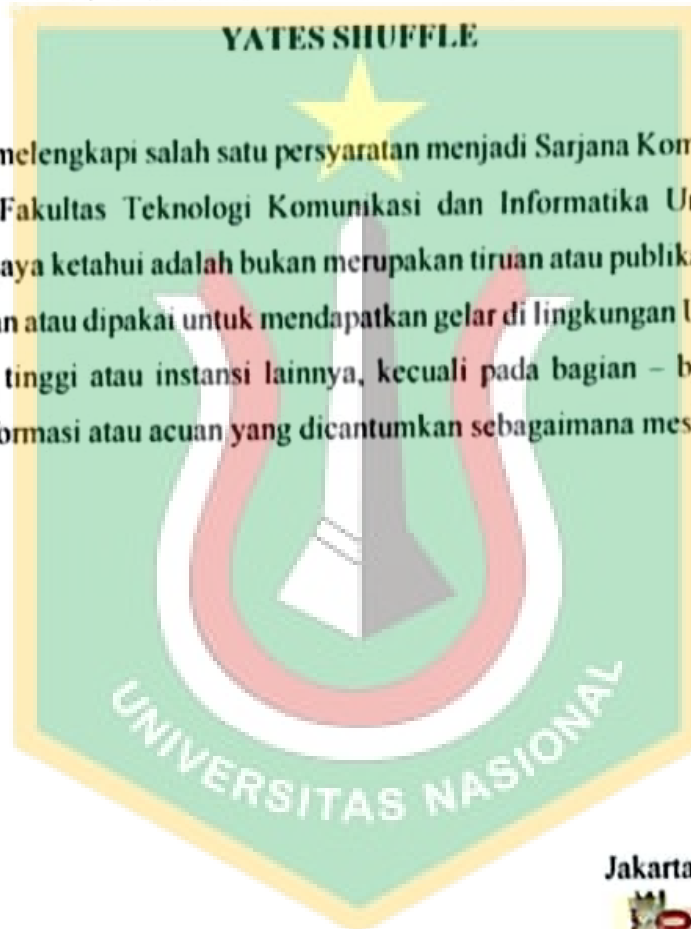 YATES SHUFFLE
melengkapi salah satu persyaratan menjadi Sarjana Kom
Fakultas Teknologi Komunikasi dan Informatika Un
aya ketahui adalah bukan merupakan tiruan atau publika
n atau dipakai untuk mendapatkan gelar di lingkungan U
tinggi atau instansi lainnya, kecuali pada bagian – b
ormasi atau acuan yang dicantumkan sebagaimana mes
UNIVERSITAS NASIONAL
Jakarta